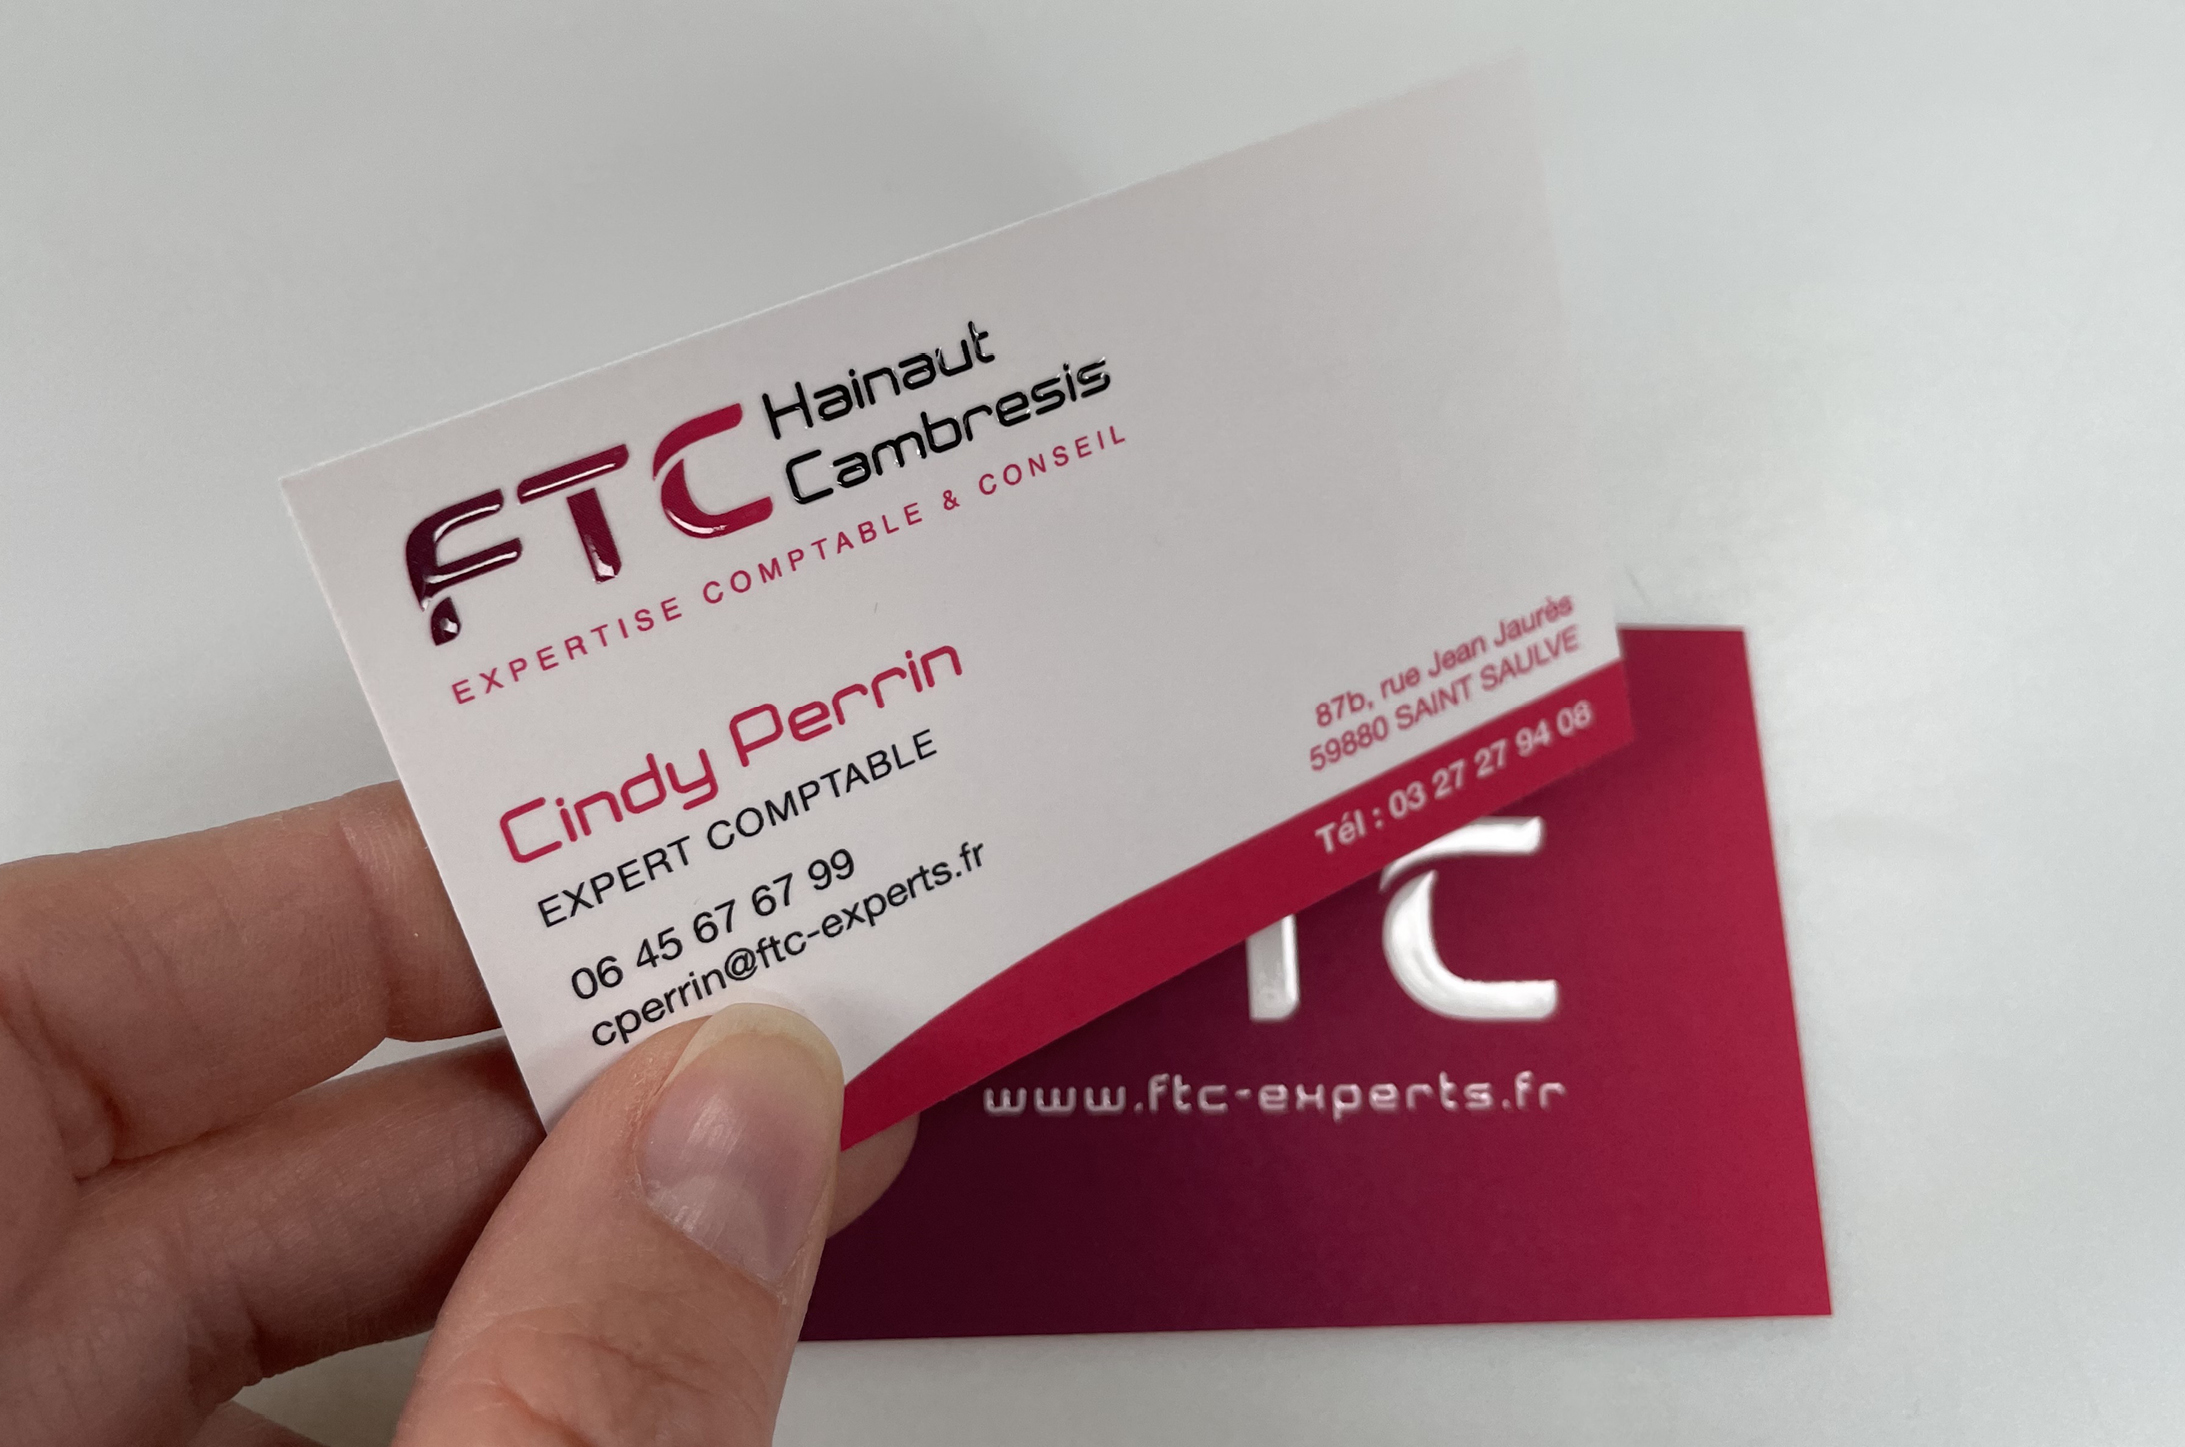 FTC
Hainaut
Cambresis
EXPERTISE COMPTABLE & CONSEIL
Cindy Perrin
EXPERT COMPTABLE
06 45 67 67 99
cperrin@ftc-experts.fr
87b, rue Jean Jaurès
59880 SAINT SAULVE
Tél : 03 27 27 94 08
TC
www.ftc-experts.fr